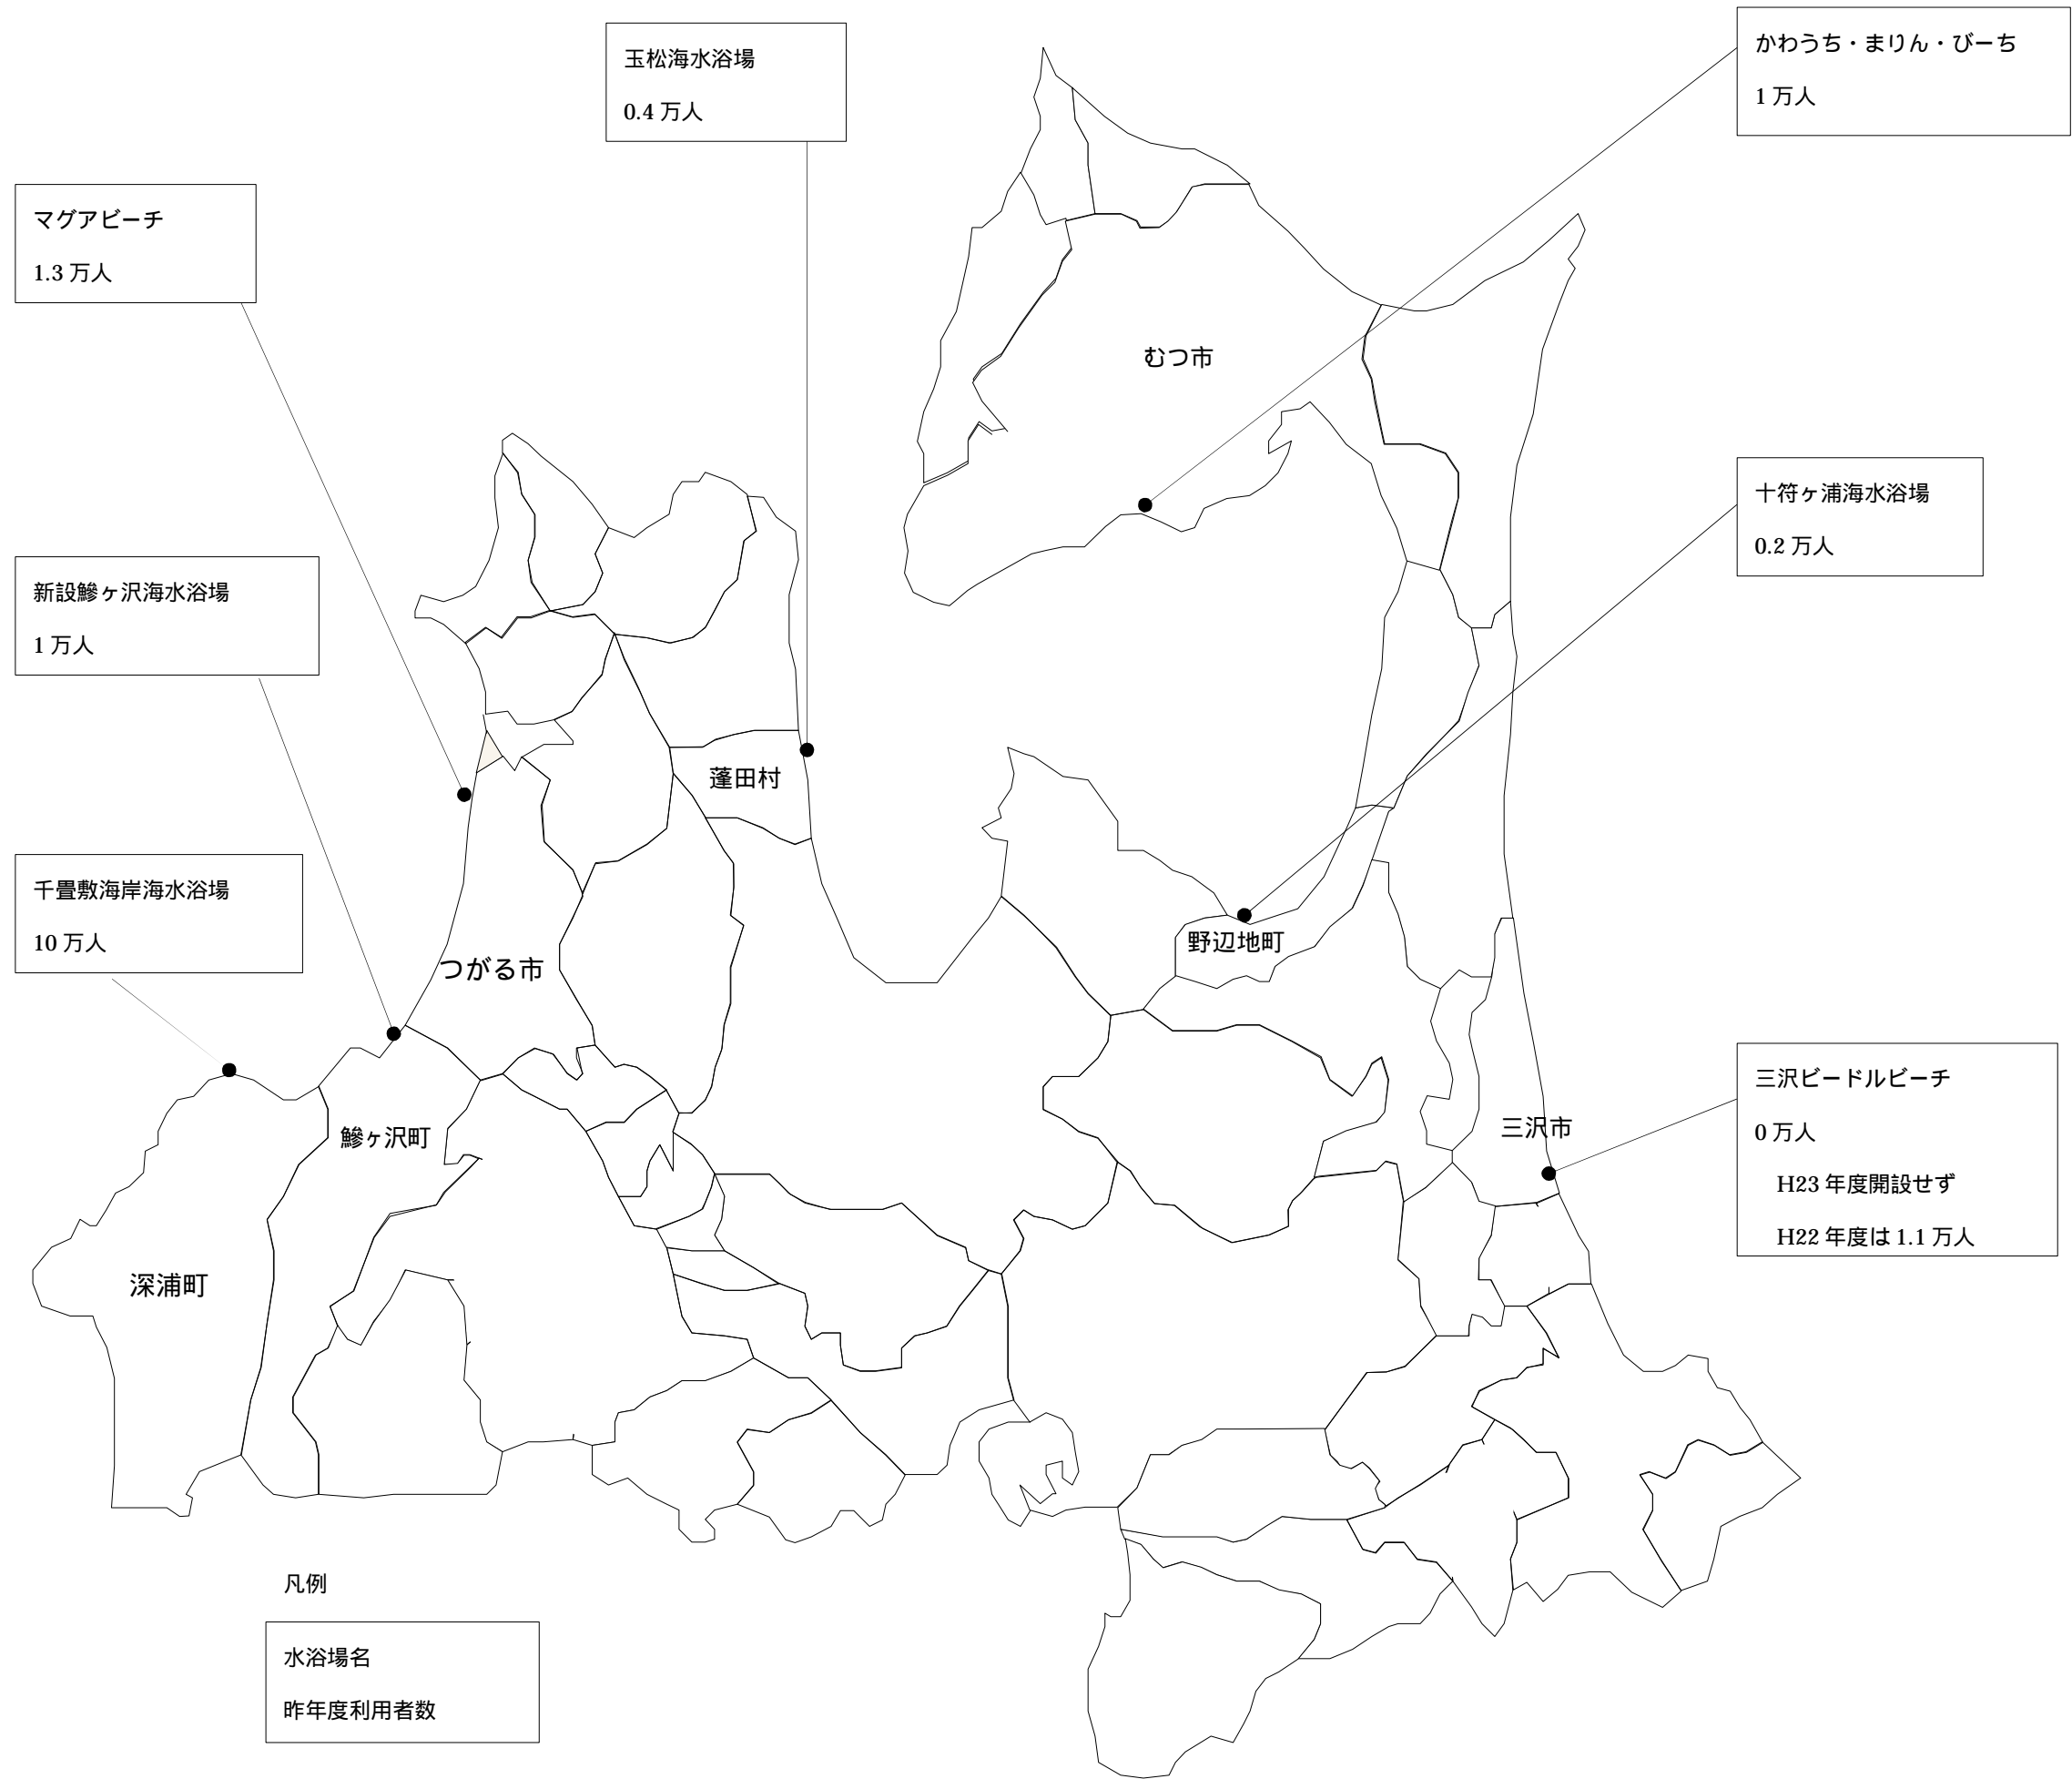 玉松海水浴場
0.4 万人
かわうち・まりん・びーち
1 万人
マグアビーチ
1.3 万人
むつ市
十符ヶ浦海水浴場
0.2 万人
新設鰺ヶ沢海水浴場
1 万人
蓬田村
千畳敷海岸海水浴場
10 万人
つがる市
野辺地町
三沢ビードルビーチ
0 万人
H23 年度開設せず
H22 年度は 1.1 万人
三沢市
鰺ヶ沢町
深浦町
凡例
水浴場名
昨年度利用者数